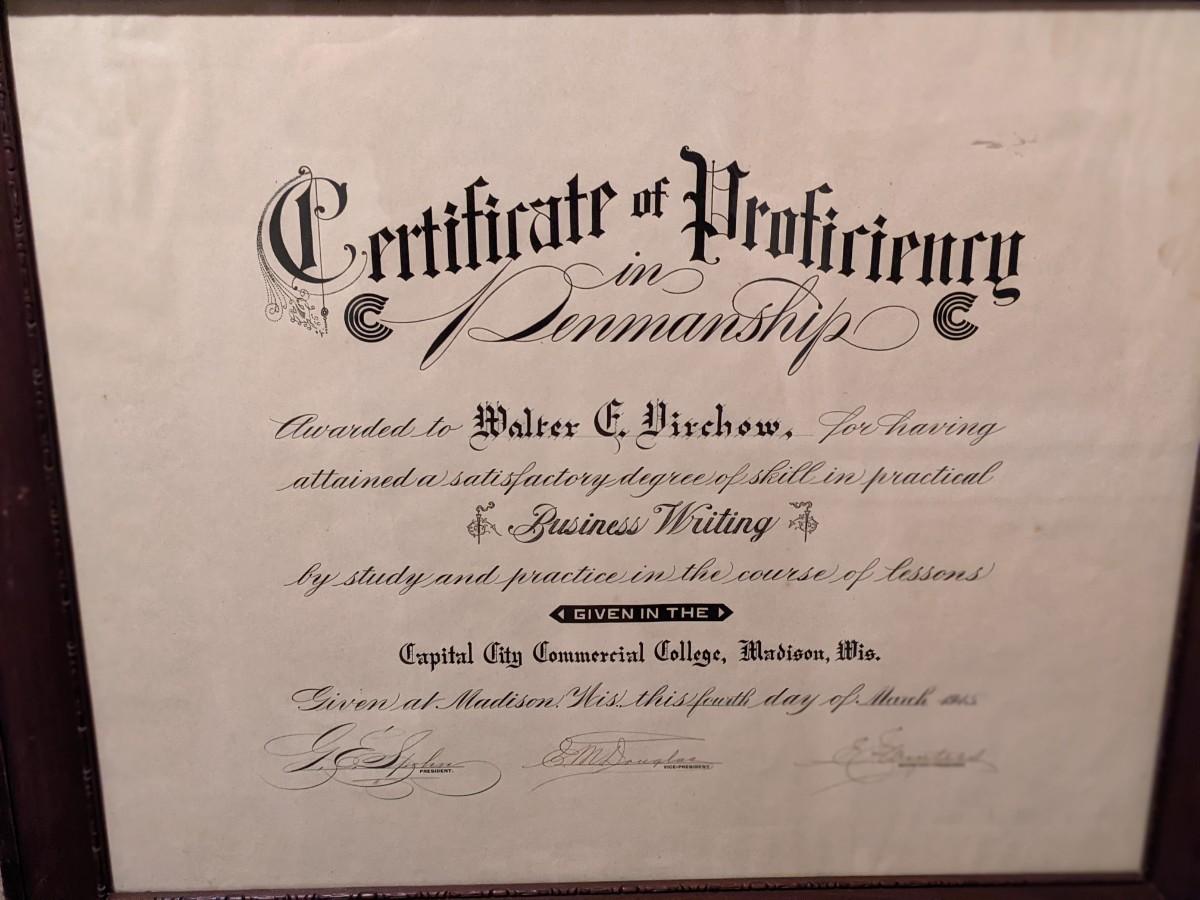 Certificate of Proficiency
in
C Penmanship C
Awarded to Walter E. Virchow, for having
attained a satisfactory degree of skill in practical
Business Writing
by study and practice in the course of lessons
GIVEN IN THE
Capital City Commercial College, Madison, Wis.
Given at Madison, Wis. this fourth day of March
G. E. Spohn E M Douglas
PRESIDENT. VICE-PRESIDENT.